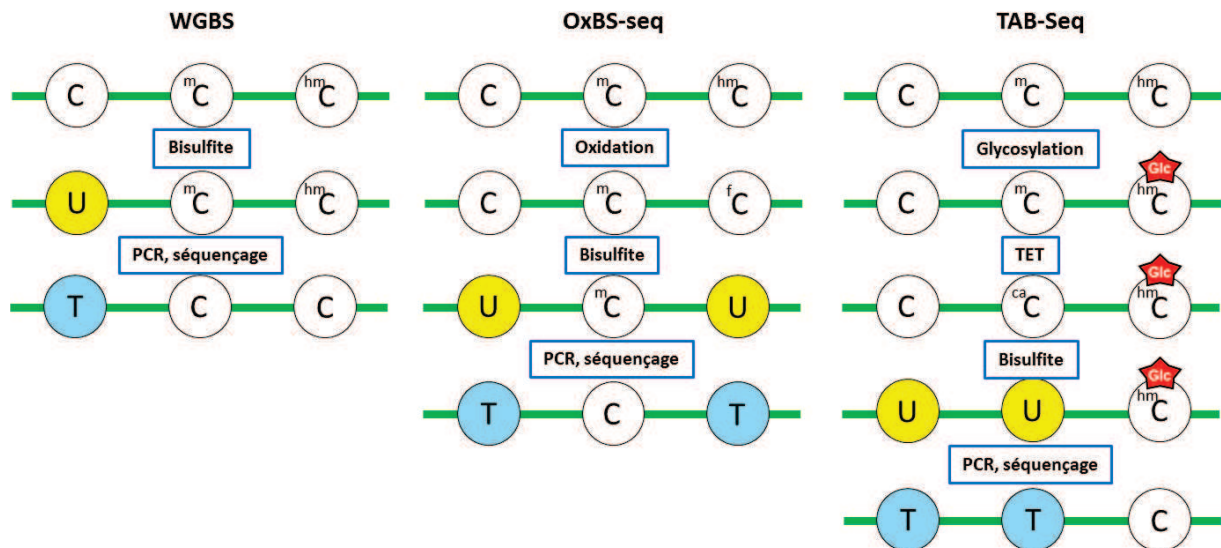 WGBS
C mC hmC
Bisulfite
U mC hmC
PCR, séquençage
T C C
OxBS-seq
C mC hmC
Oxidation
C mC fC
Bisulfite
U mC U
PCR, séquençage
T C T
TAB-Seq
C mC hmC
Glycosylation
Glc
C mC hmC
TET
Glc
C caC hmC
Bisulfite
Glc
U U hmC
PCR, séquençage
T T C